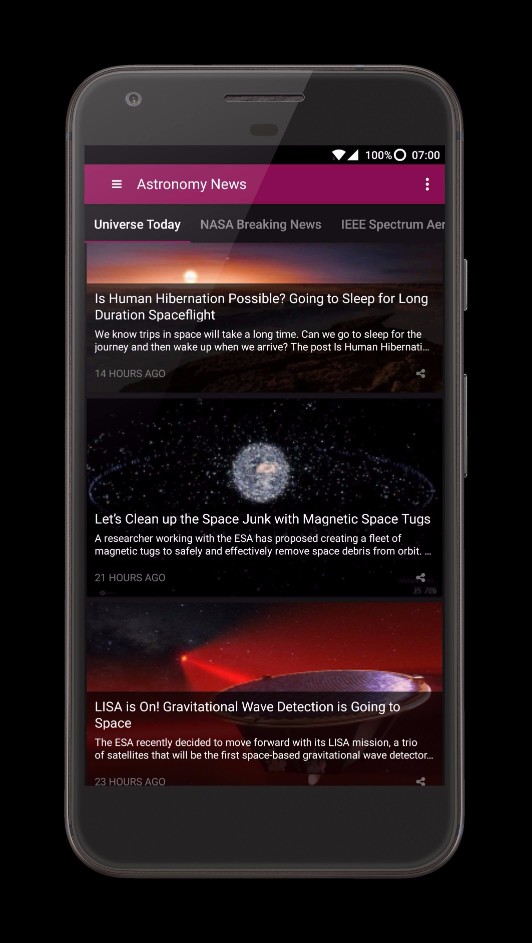 100% 07:00
Astronomy News
Universe Today NASA Breaking News IEEE Spectrum Aer
Is Human Hibernation Possible? Going to Sleep for Long
Duration Spaceflight
We know trips in space will take a long time. Can we go to sleep for the
journey and then wake up when we arrive? The post Is Human Hibernati...
14 HOURS AGO
Let's Clean up the Space Junk with Magnetic Space Tugs
A researcher working with the ESA has proposed creating a fleet of
magnetic tugs to safely and effectively remove space debris from orbit. ...
21 HOURS AGO
LISA is On! Gravitational Wave Detection is Going to
Space
The ESA recently decided to move forward with its LISA mission, a trio
of satellites that will be the first space-based gravitational wave detector...
23 HOURS AGO